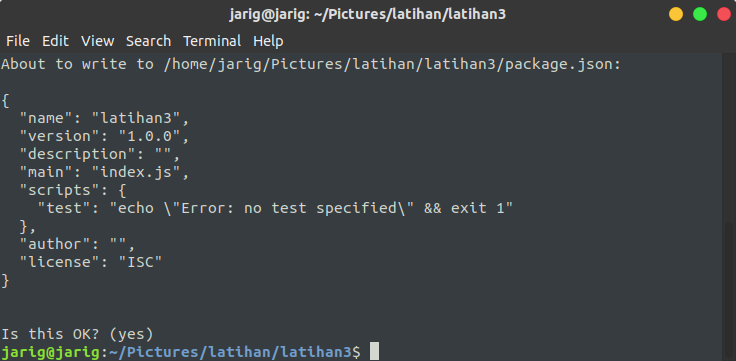 jarig@jarig: ~/Pictures/latihan/latihan3
File Edit View Search Terminal Help
About to write to /home/jarig/Pictures/latihan/latihan3/package.json:
{
  "name": "latihan3",
  "version": "1.0.0",
  "description": "",
  "main": "index.js",
  "scripts": {
    "test": "echo \"Error: no test specified\" && exit 1"
  },
  "author": "",
  "license": "ISC"
}
Is this OK? (yes)
jarig@jarig:~/Pictures/latihan/latihan3$